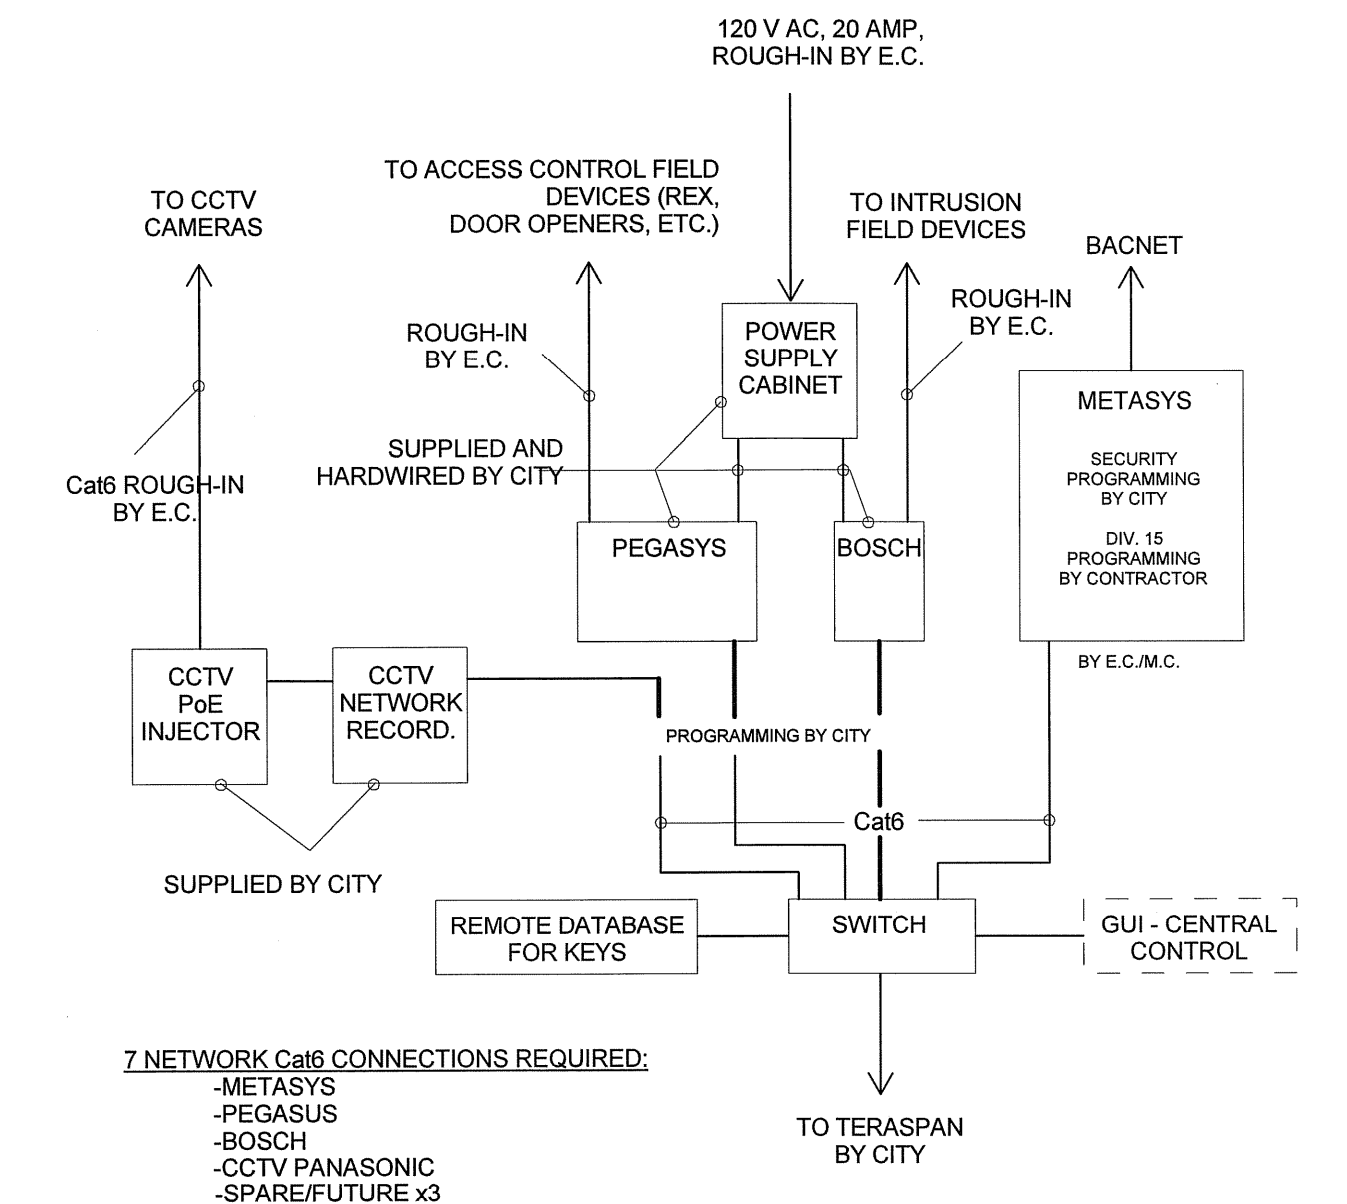 120 V AC, 20 AMP,
ROUGH-IN BY E.C.
TO ACCESS CONTROL FIELD
DEVICES (REX,
DOOR OPENERS, ETC.)
TO CCTV
CAMERAS
TO INTRUSION
FIELD DEVICES
BACNET
ROUGH-IN
BY E.C.
ROUGH-IN
BY E.C.
POWER
SUPPLY
CABINET
METASYS
SECURITY
PROGRAMMING
BY CITY
DIV. 15
PROGRAMMING
BY CONTRACTOR
SUPPLIED AND
HARDWIRED BY CITY
Cat6 ROUGH-IN
BY E.C.
PEGASYS
BOSCH
BY E.C./M.C.
CCTV
PoE
INJECTOR
CCTV
NETWORK
RECORD.
PROGRAMMING BY CITY
Cat6
SUPPLIED BY CITY
REMOTE DATABASE
FOR KEYS
SWITCH
GUI - CENTRAL
CONTROL
7 NETWORK Cat6 CONNECTIONS REQUIRED:
-METASYS
-PEGASUS
-BOSCH
-CCTV PANASONIC
-SPARE/FUTURE x3
TO TERASPAN
BY CITY